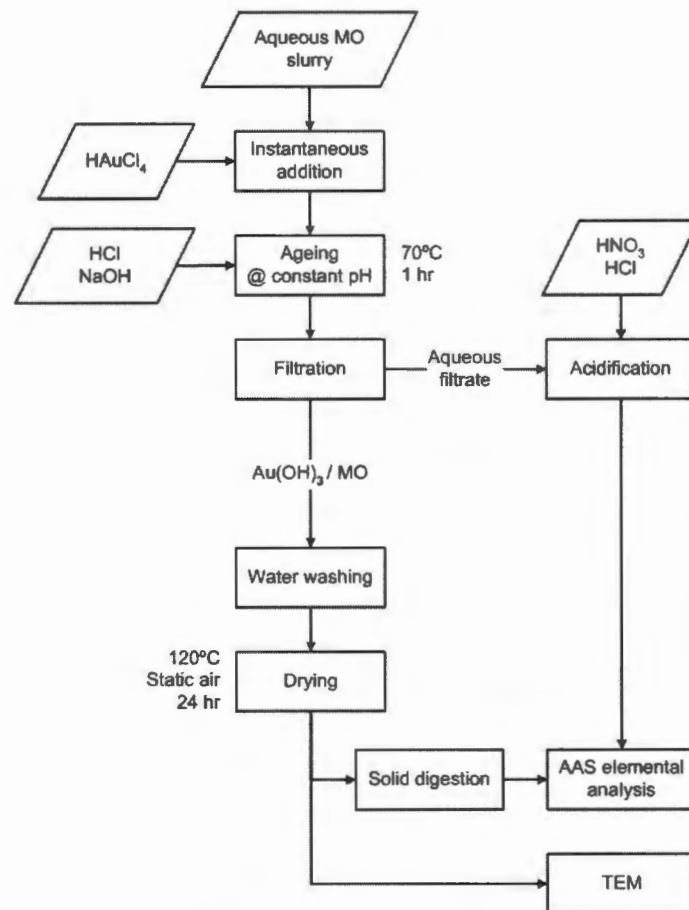 Aqueous MO
slurry
HAuCl₄
Instantaneous
addition
HCl
NaOH
Ageing
@ constant pH
70ºC
1 hr
HNO₃
HCl
Filtration
Aqueous
filtrate
Acidification
Au(OH)₃ / MO
Water washing
120ºC
Static air
24 hr
Drying
Solid digestion
AAS elemental
analysis
TEM